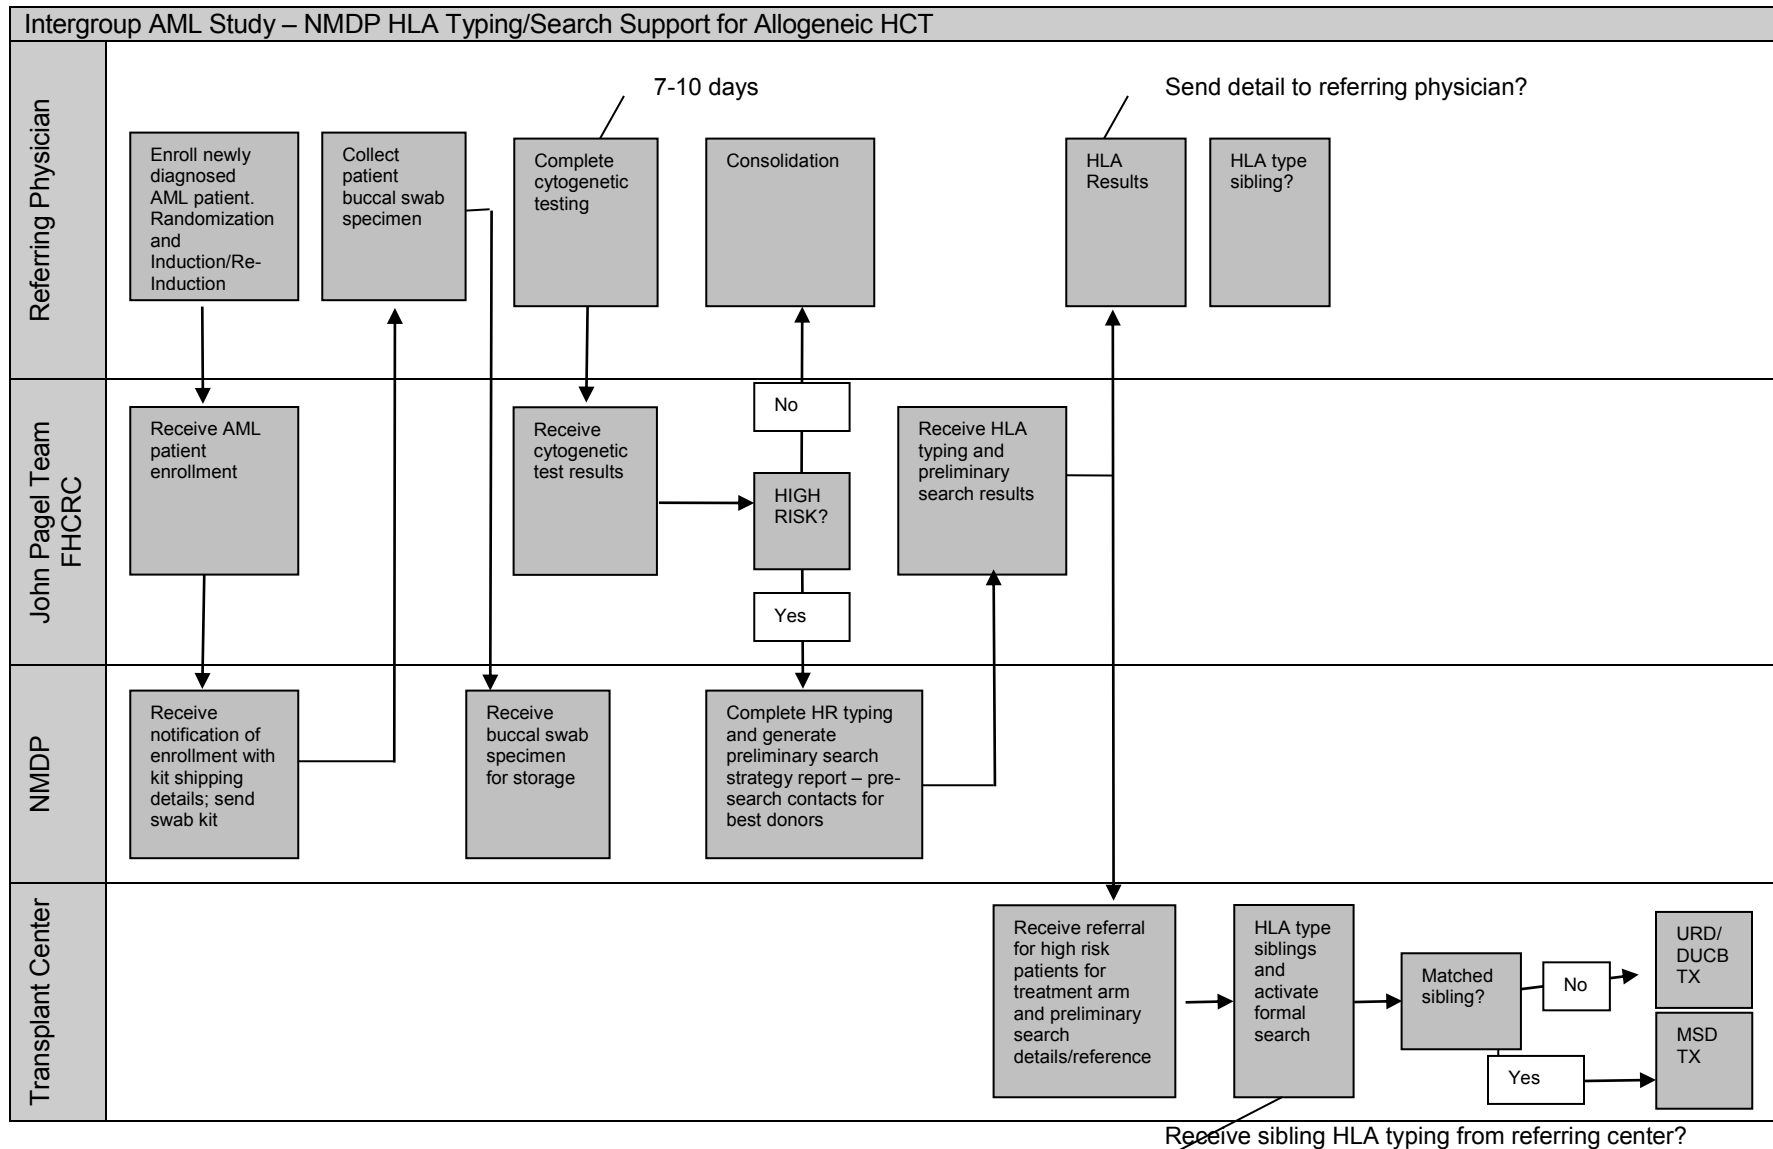 Intergroup AML Study – NMDP HLA Typing/Search Support for Allogeneic HCT
Referring Physician
7-10 days
Send detail to referring physician?
Enroll newly
diagnosed
AML patient.
Randomization
and
Induction/Re-
Induction
Collect
patient
buccal swab
specimen
Complete
cytogenetic
testing
Consolidation
HLA
Results
HLA type
sibling?
John Pagel Team
FHCRC
Receive AML
patient
enrollment
Receive
cytogenetic
test results
No
HIGH
RISK?
Yes
Receive HLA
typing and
preliminary
search results
NMDP
Receive
notification of
enrollment with
kit shipping
details; send
swab kit
Receive
buccal swab
specimen
for storage
Complete HR typing
and generate
preliminary search
strategy report – pre-
search contacts for
best donors
Transplant Center
Receive referral
for high risk
patients for
treatment arm
and preliminary
search
details/reference
HLA type
siblings
and
activate
formal
search
Matched
sibling?
No
URD/
DUCB
TX
Yes
MSD
TX
Receive sibling HLA typing from referring center?